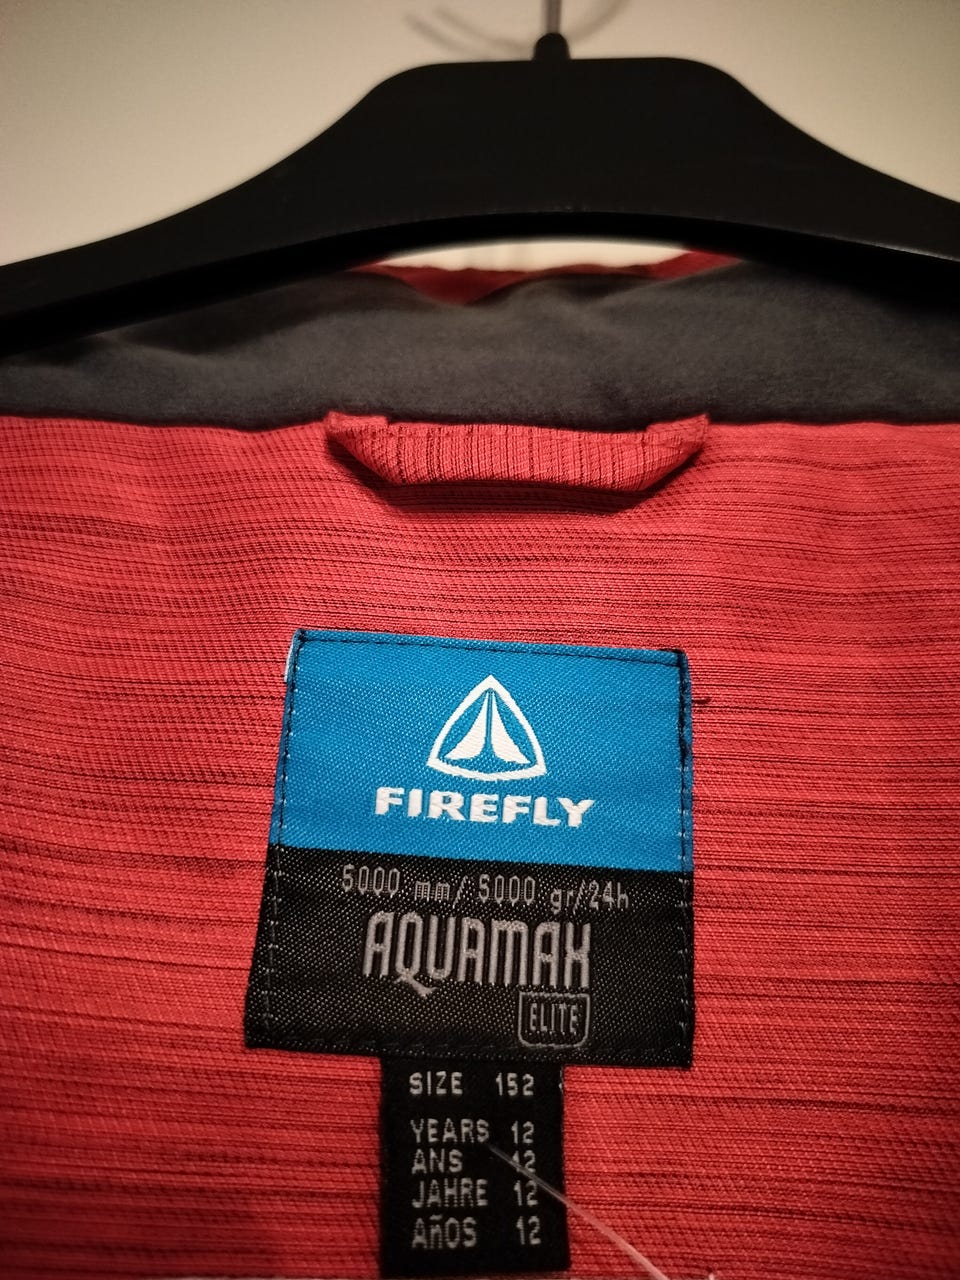 FIREFLY
5000 mm/5000 gr/24h
AQUAMAX
ELITE
SIZE 152
YEARS 12
ANS 12
JAHRE 12
AñOS 12